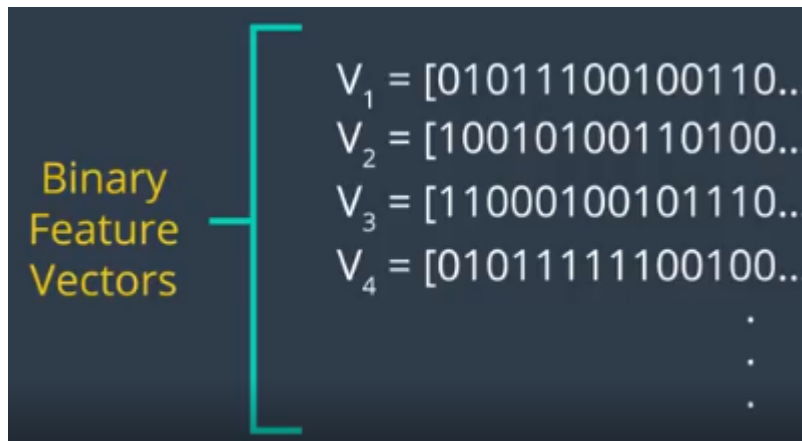 Binary
Feature
Vectors
V₁ = [01011100100110..
V₂ = [10010100110100..
V₃ = [11000100101110..
V₄ = [01011111100100..
.
.
.